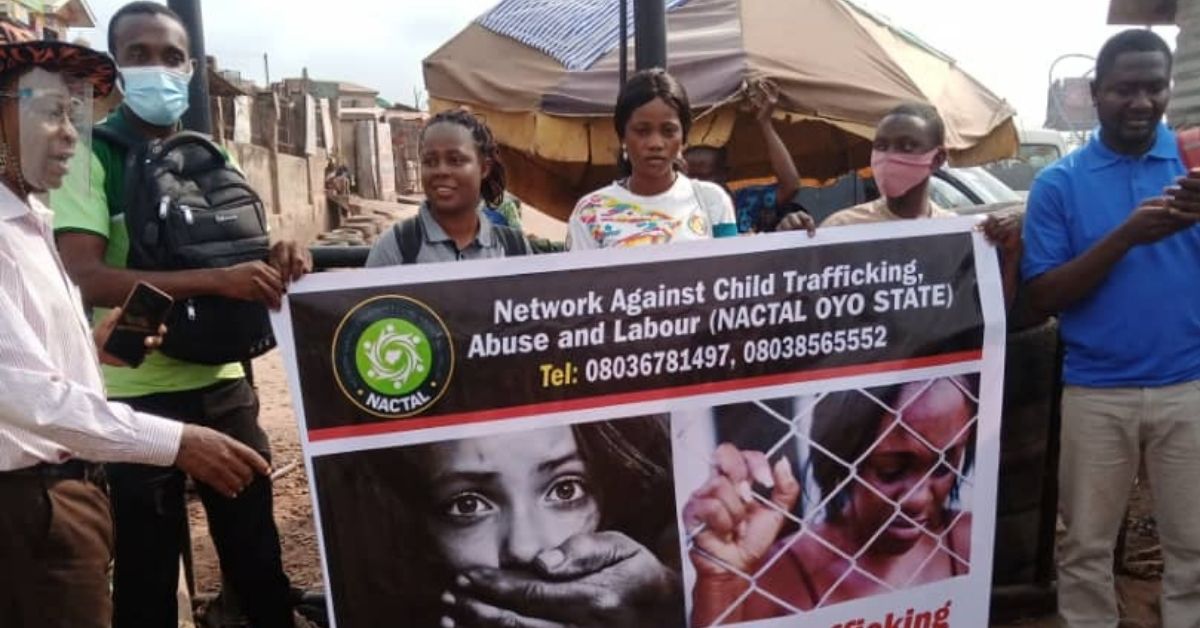 Network Against Child Trafficking,
Abuse and Labour (NACTAL OYO STATE)
Tel: 08036781497, 08038565552
NACTAL